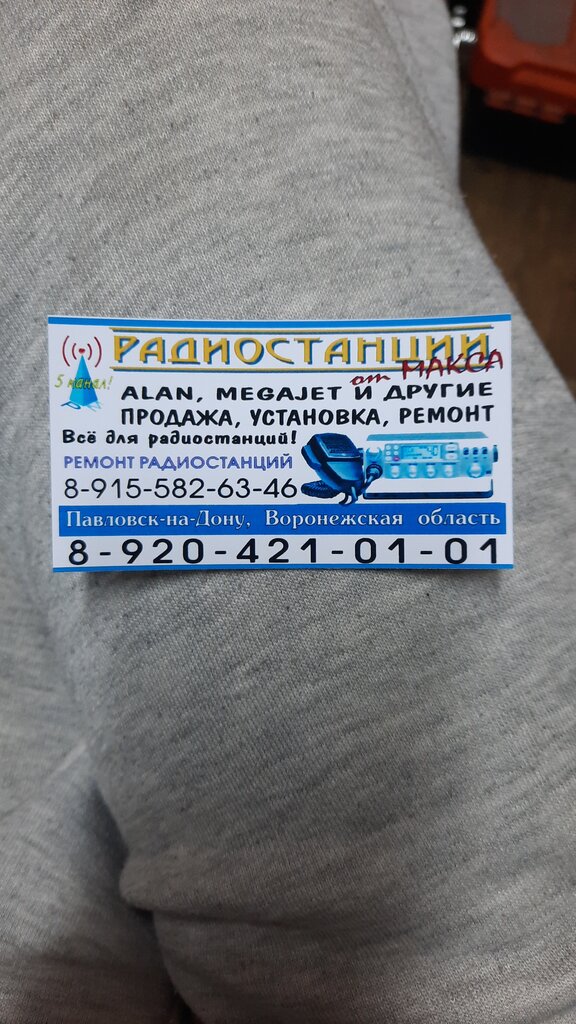 РАДИОСТАНЦИИ
от МАКСА
5 канал!
ALAN, MEGAJET И ДРУГИЕ
ПРОДАЖА, УСТАНОВКА, РЕМОНТ
Всё для радиостанций!
РЕМОНТ РАДИОСТАНЦИЙ
8-915-582-63-46
Павловск-на-Дону, Воронежская область
8-920-421-01-01